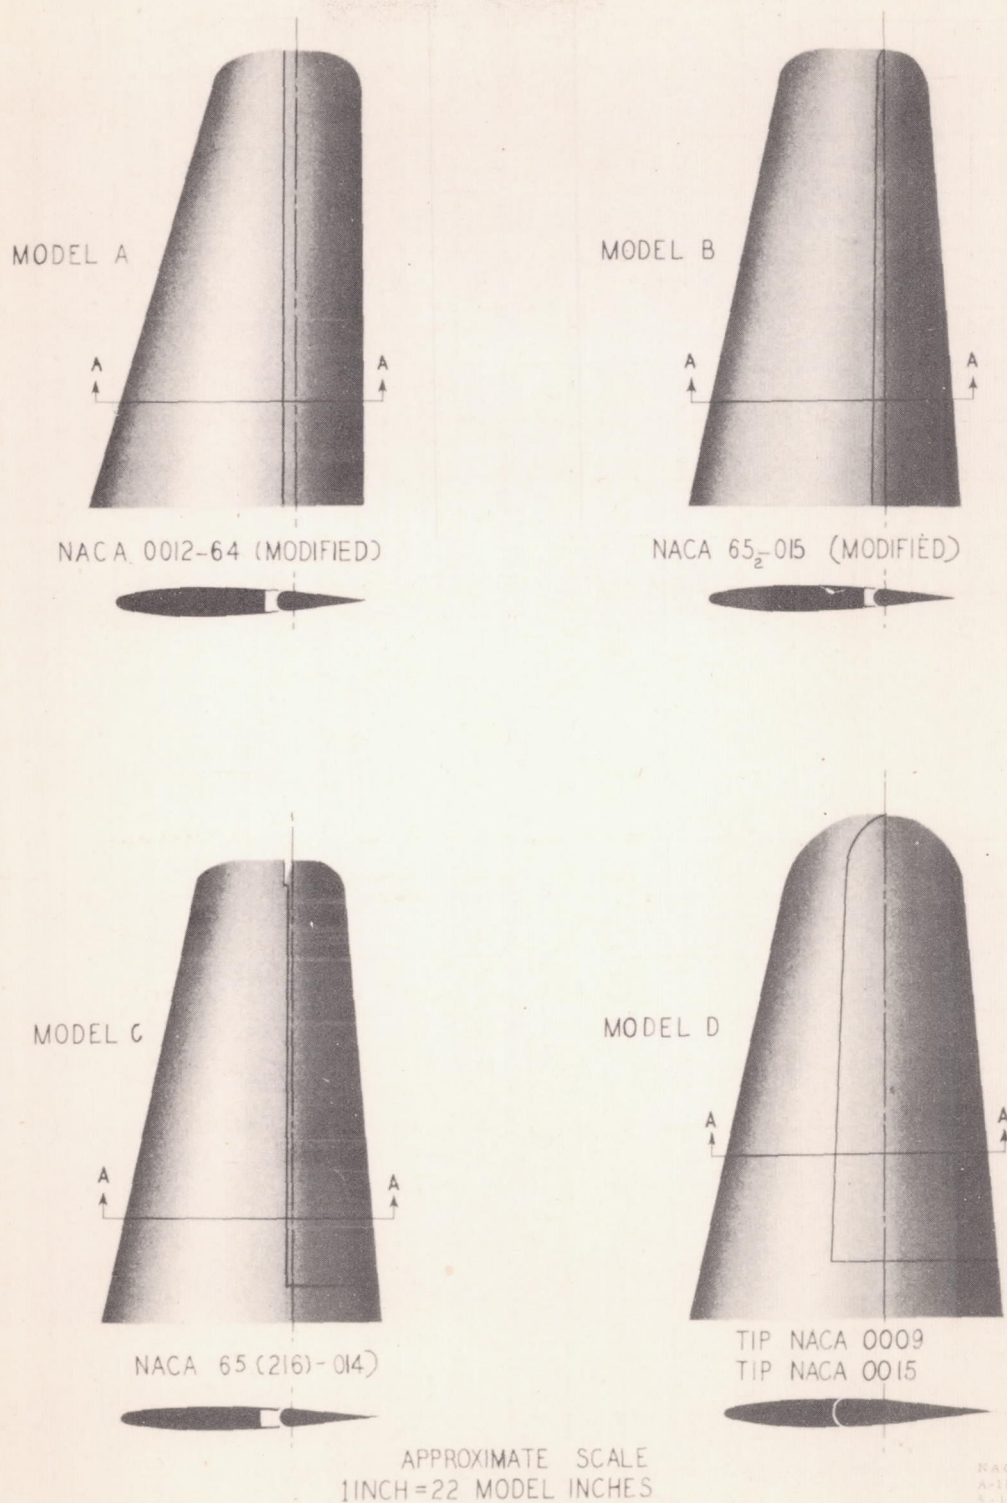 MODEL A
MODEL B
A
A
A
A
NACA 0012-64 (MODIFIED)
NACA 65₂-015 (MODIFIED)
MODEL C
MODEL D
A
A
A
A
NACA 65(216)-014)
TIP NACA 0009
TIP NACA 0015
APPROXIMATE SCALE
1INCH=22 MODEL INCHES